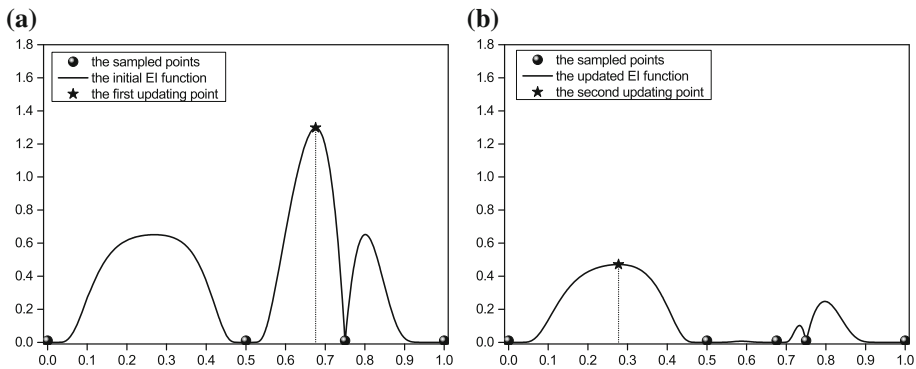 (a)
1.8
1.6
1.4
1.2
1.0
0.8
0.6
0.4
0.2
0.0
the sampled points
the initial EI function
the first updating point
0.0 0.1 0.2 0.3 0.4 0.5 0.6 0.7 0.8 0.9 1.0
(b)
1.8
1.6
1.4
1.2
1.0
0.8
0.6
0.4
0.2
0.0
the sampled points
the updated EI function
the second updating point
0.0 0.1 0.2 0.3 0.4 0.5 0.6 0.7 0.8 0.9 1.0